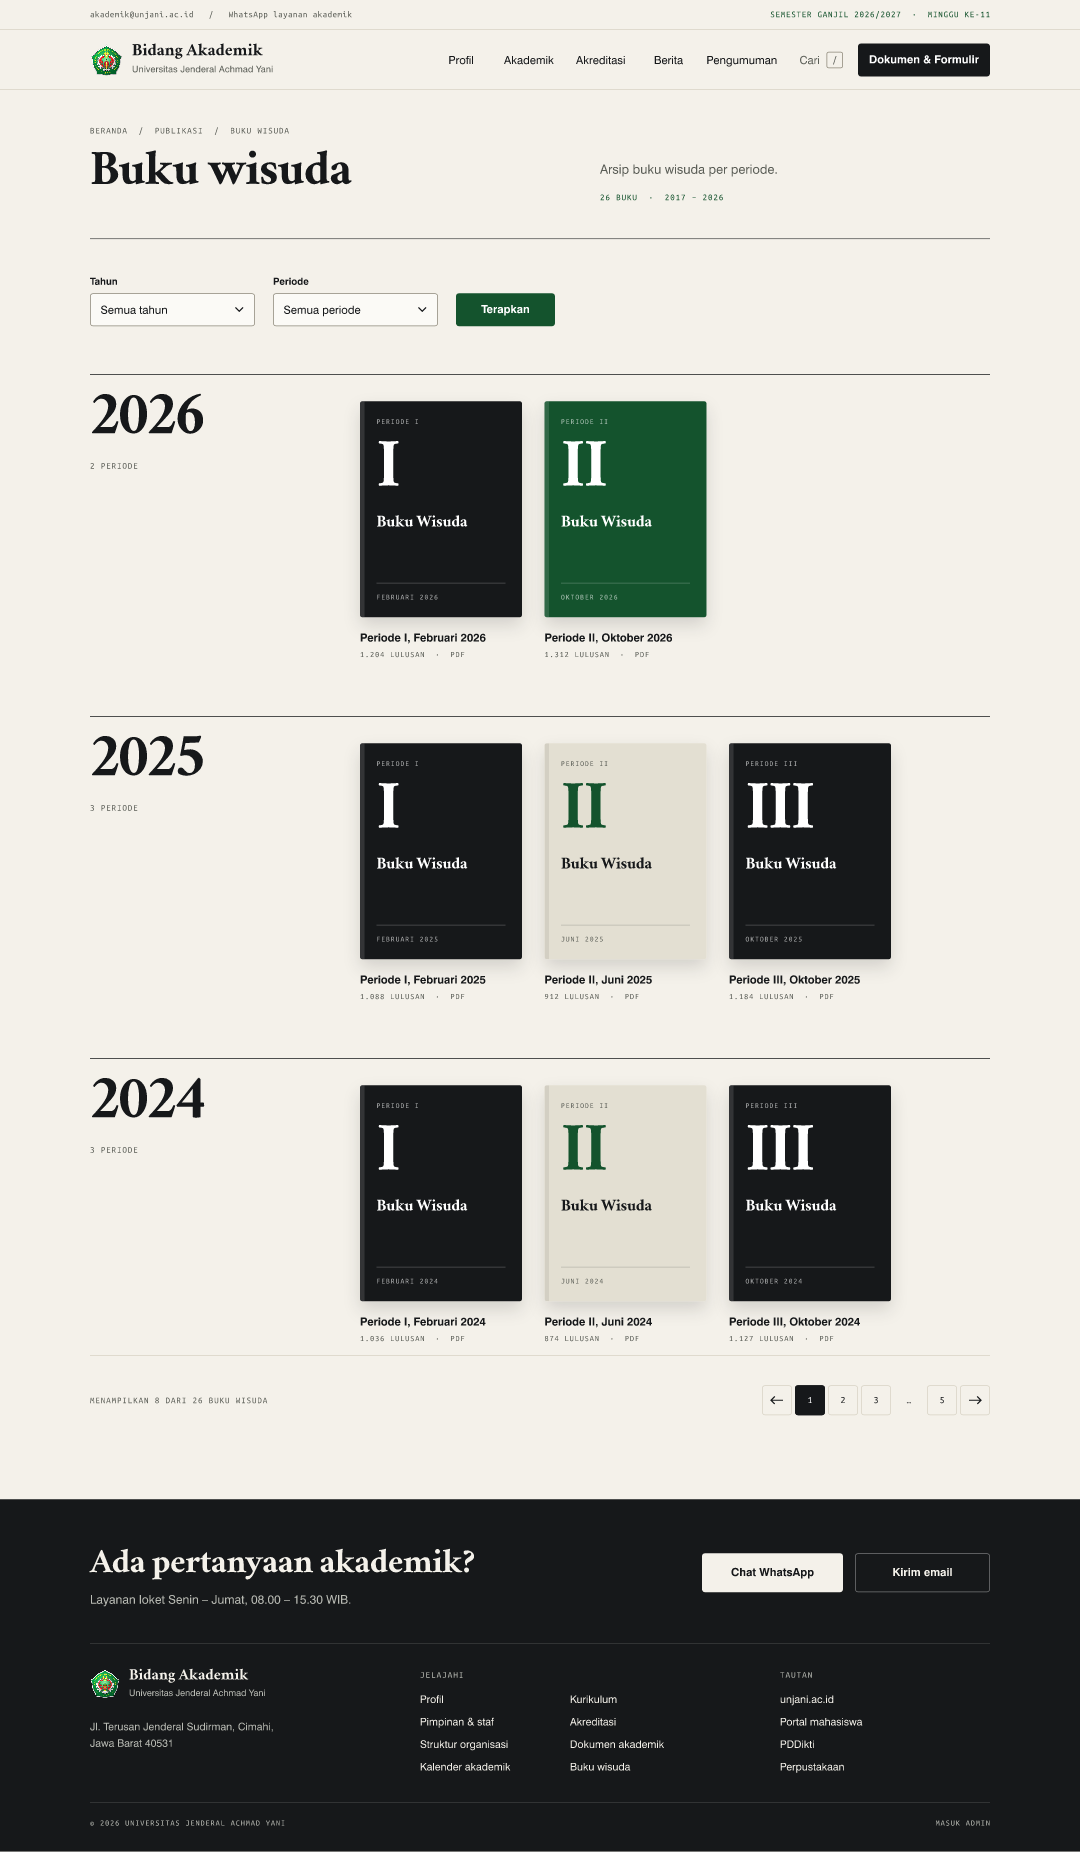 akademik@unjani.ac.id / WhatsApp layanan akademik
SEMESTER GANJIL 2026/2027 · MINGGU KE-11
Bidang Akademik
Universitas Jenderal Achmad Yani
Profil Akademik Akreditasi Berita Pengumuman Cari / Dokumen & Formulir
BERANDA / PUBLIKASI / BUKU WISUDA
Buku wisuda
Arsip buku wisuda per periode.
26 BUKU · 2017 – 2026
Tahun Periode
Semua tahun Semua periode Terapkan
2026
2 PERIODE
PERIODE I
I
Buku Wisuda
FEBRUARI 2026
Periode I, Februari 2026
1.204 LULUSAN · PDF
PERIODE II
II
Buku Wisuda
OKTOBER 2026
Periode II, Oktober 2026
1.312 LULUSAN · PDF
2025
3 PERIODE
PERIODE I
I
Buku Wisuda
FEBRUARI 2025
Periode I, Februari 2025
1.088 LULUSAN · PDF
PERIODE II
II
Buku Wisuda
JUNI 2025
Periode II, Juni 2025
912 LULUSAN · PDF
PERIODE III
III
Buku Wisuda
OKTOBER 2025
Periode III, Oktober 2025
1.184 LULUSAN · PDF
2024
3 PERIODE
PERIODE I
I
Buku Wisuda
FEBRUARI 2024
Periode I, Februari 2024
1.036 LULUSAN · PDF
PERIODE II
II
Buku Wisuda
JUNI 2024
Periode II, Juni 2024
874 LULUSAN · PDF
PERIODE III
III
Buku Wisuda
OKTOBER 2024
Periode III, Oktober 2024
1.127 LULUSAN · PDF
MENAMPILKAN 8 DARI 26 BUKU WISUDA
← 1 2 3 … 5 →
Ada pertanyaan akademik?
Layanan loket Senin – Jumat, 08.00 – 15.30 WIB.
Chat WhatsApp Kirim email
Bidang Akademik
Universitas Jenderal Achmad Yani
Jl. Terusan Jenderal Sudirman, Cimahi,
Jawa Barat 40531
JELAJAHI
Profil Kurikulum
Pimpinan & staf Akreditasi
Struktur organisasi Dokumen akademik
Kalender akademik Buku wisuda
TAUTAN
unjani.ac.id
Portal mahasiswa
PDDikti
Perpustakaan
© 2026 UNIVERSITAS JENDERAL ACHMAD YANI
MASUK ADMIN